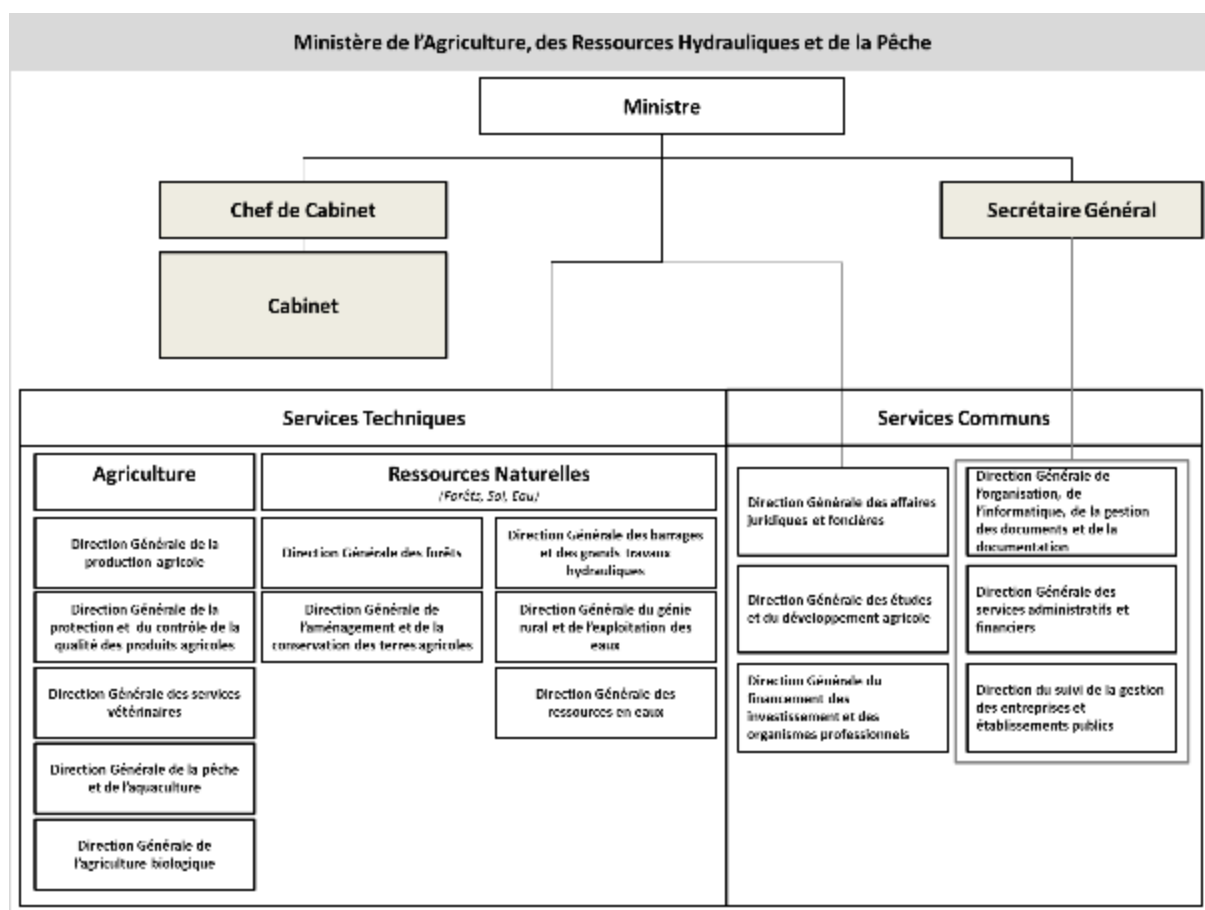 Ministère de l'Agriculture, des Ressources Hydrauliques et de la Pêche
Ministre
Chef de Cabinet
Secrétaire Général
Cabinet
Services Techniques
Services Communs
Agriculture
Ressources Naturelles
(Forêts, Sol, Eau)
Direction Générale de la
production agricole
Direction Générale de la
protection et du contrôle de la
qualité des produits agricoles
Direction Générale des services
vétérinaires
Direction Générale de la pêche
et de l'aquaculture
Direction Générale de
l'agriculture biologique
Direction Générale des forêts
Direction Générale de
l'aménagement et de la
conservation des terres agricoles
Direction Générale des barrages
et des grands travaux
hydrauliques
Direction Générale du génie
rural et de l'exploitation des
eaux
Direction Générale des
ressources en eaux
Direction Générale des affaires
juridiques et foncières
Direction Générale des études
et du développement agricole
Direction Générale du
financement des
investissement et des
organismes professionnels
Direction Générale de
l'organisation, de
l'informatique, de la gestion
des documents et de la
documentation
Direction Générale des
services administratifs et
financiers
Direction du suivi de la gestion
des entreprises et
établissements publics